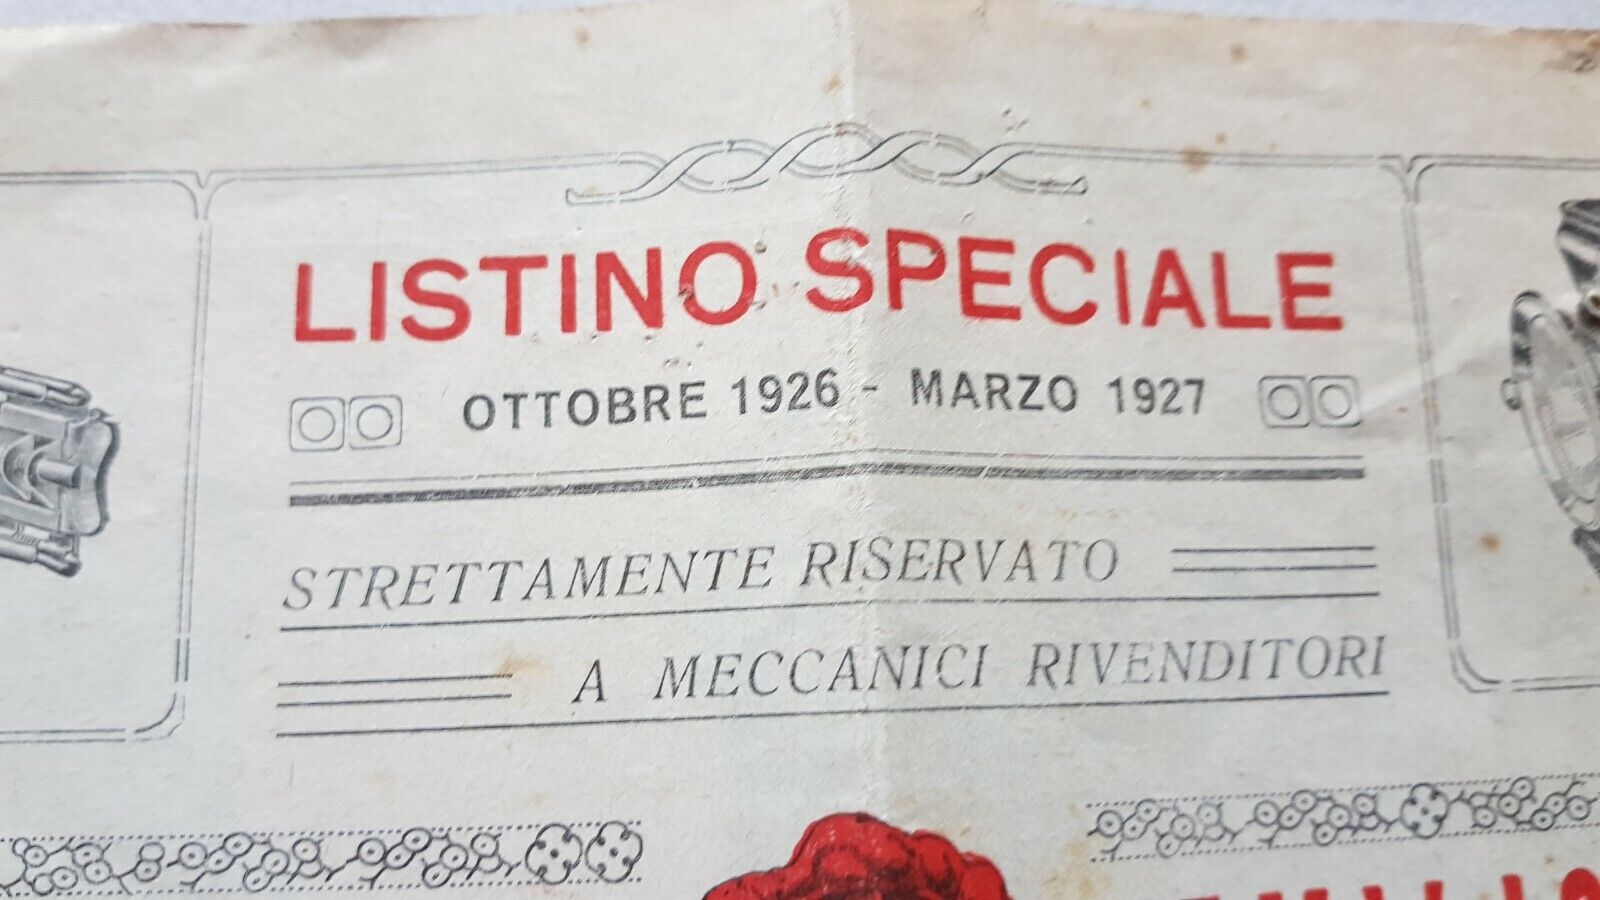 LISTINO SPECIALE
OTTOBRE 1926 - MARZO 1927
STRETTAMENTE RISERVATO
A MECCANICI RIVENDITORI